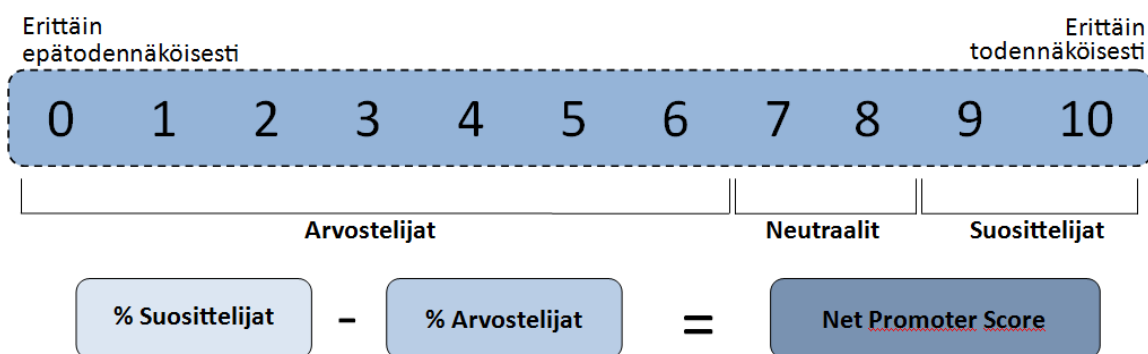 Erittäin
epätodennäköisesti
Erittäin
todennäköisesti
0 1 2 3 4 5 6 7 8 9 10
Arvostelijat Neutraalit Suosittelijat
% Suosittelijat - % Arvostelijat = Net Promoter Score